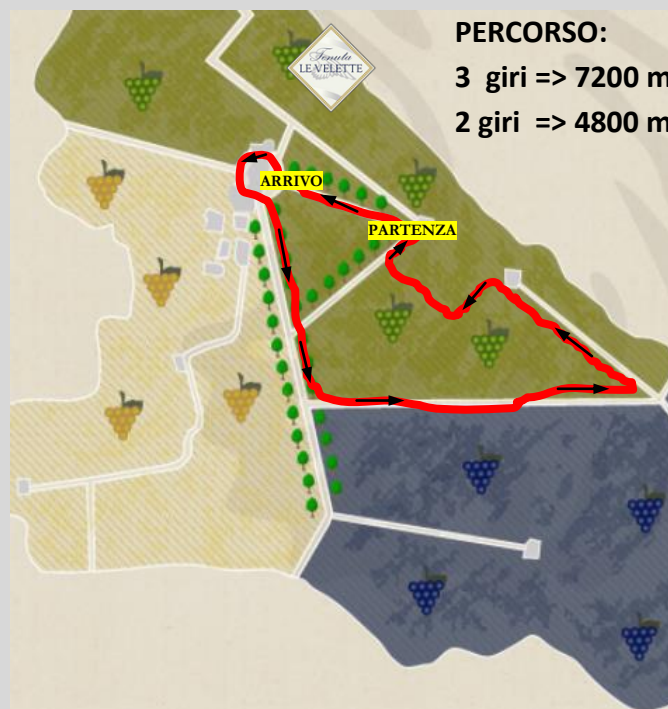 PERCORSO:
3 giri => 7200 m
2 giri => 4800 m
Tenuta
LE VELETTE
ARRIVO
PARTENZA